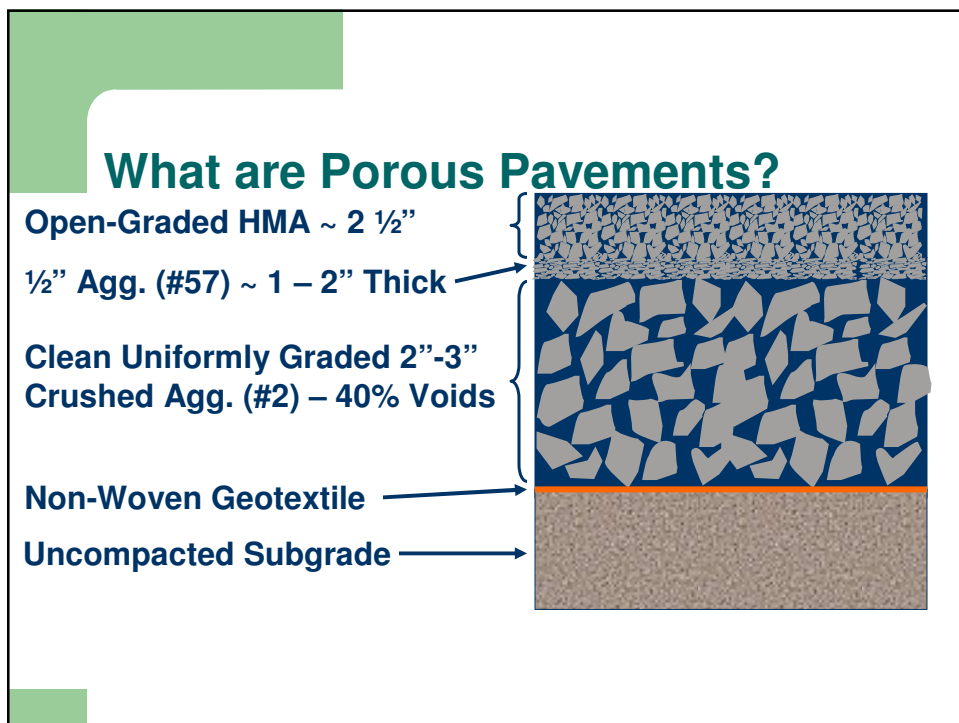 What are Porous Pavements?
Open-Graded HMA ~ 2 ½”
½” Agg. (#57) ~ 1 – 2” Thick
Clean Uniformly Graded 2”-3”
Crushed Agg. (#2) – 40% Voids
Non-Woven Geotextile
Uncompacted Subgrade